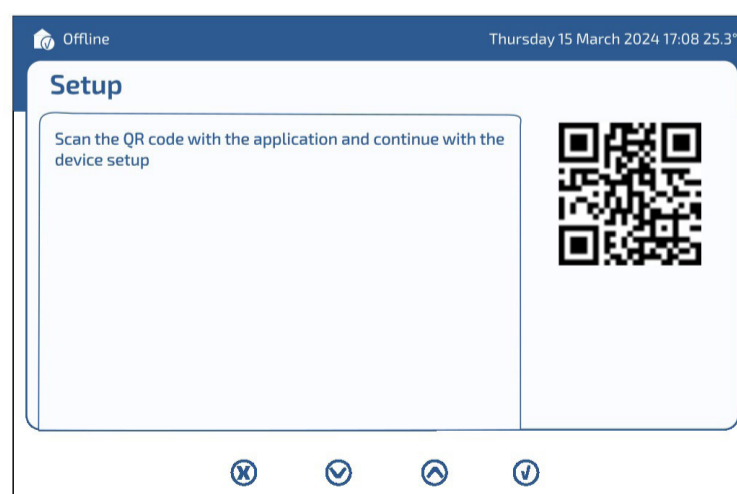 Offline
Thursday 15 March 2024 17:08 25.3°
Setup
Scan the QR code with the application and continue with the
device setup